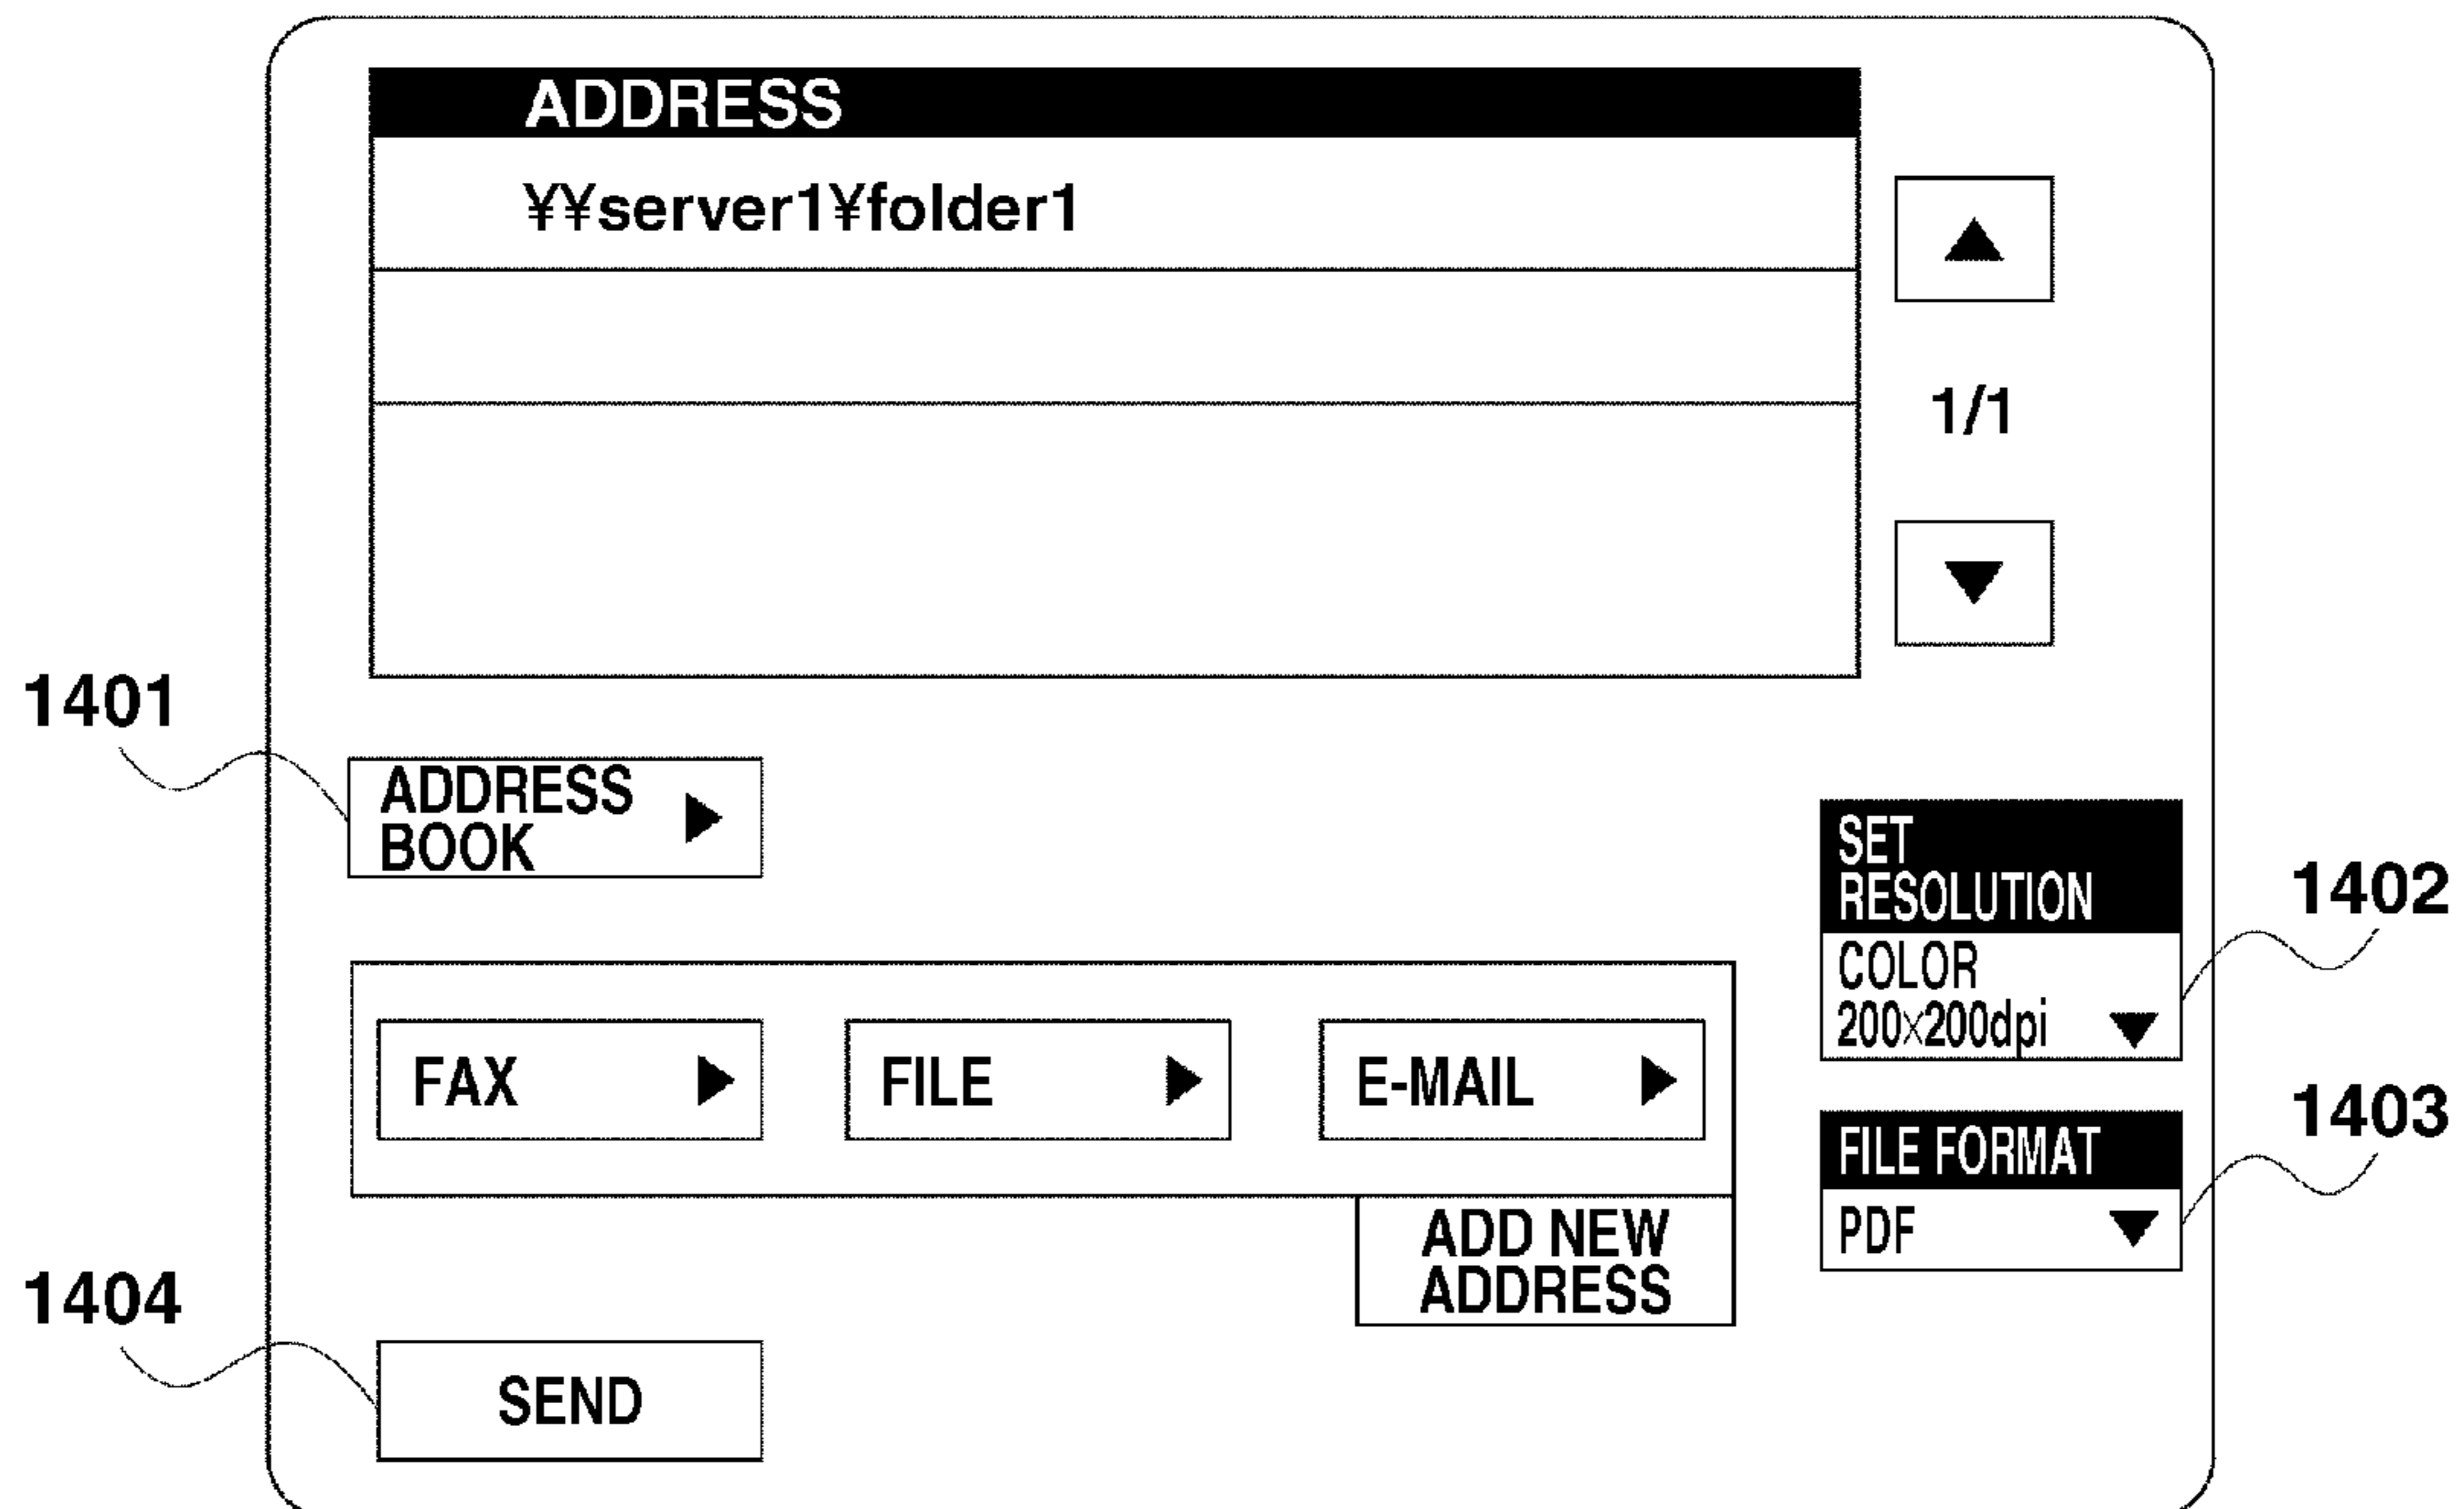 ADDRESS
¥¥server1¥folder1
1/1
1401
ADDRESS
BOOK
SET
RESOLUTION
COLOR
200×200dpi
1402
FAX
FILE
E-MAIL
FILE FORMAT
PDF
1403
ADD NEW
ADDRESS
1404
SEND